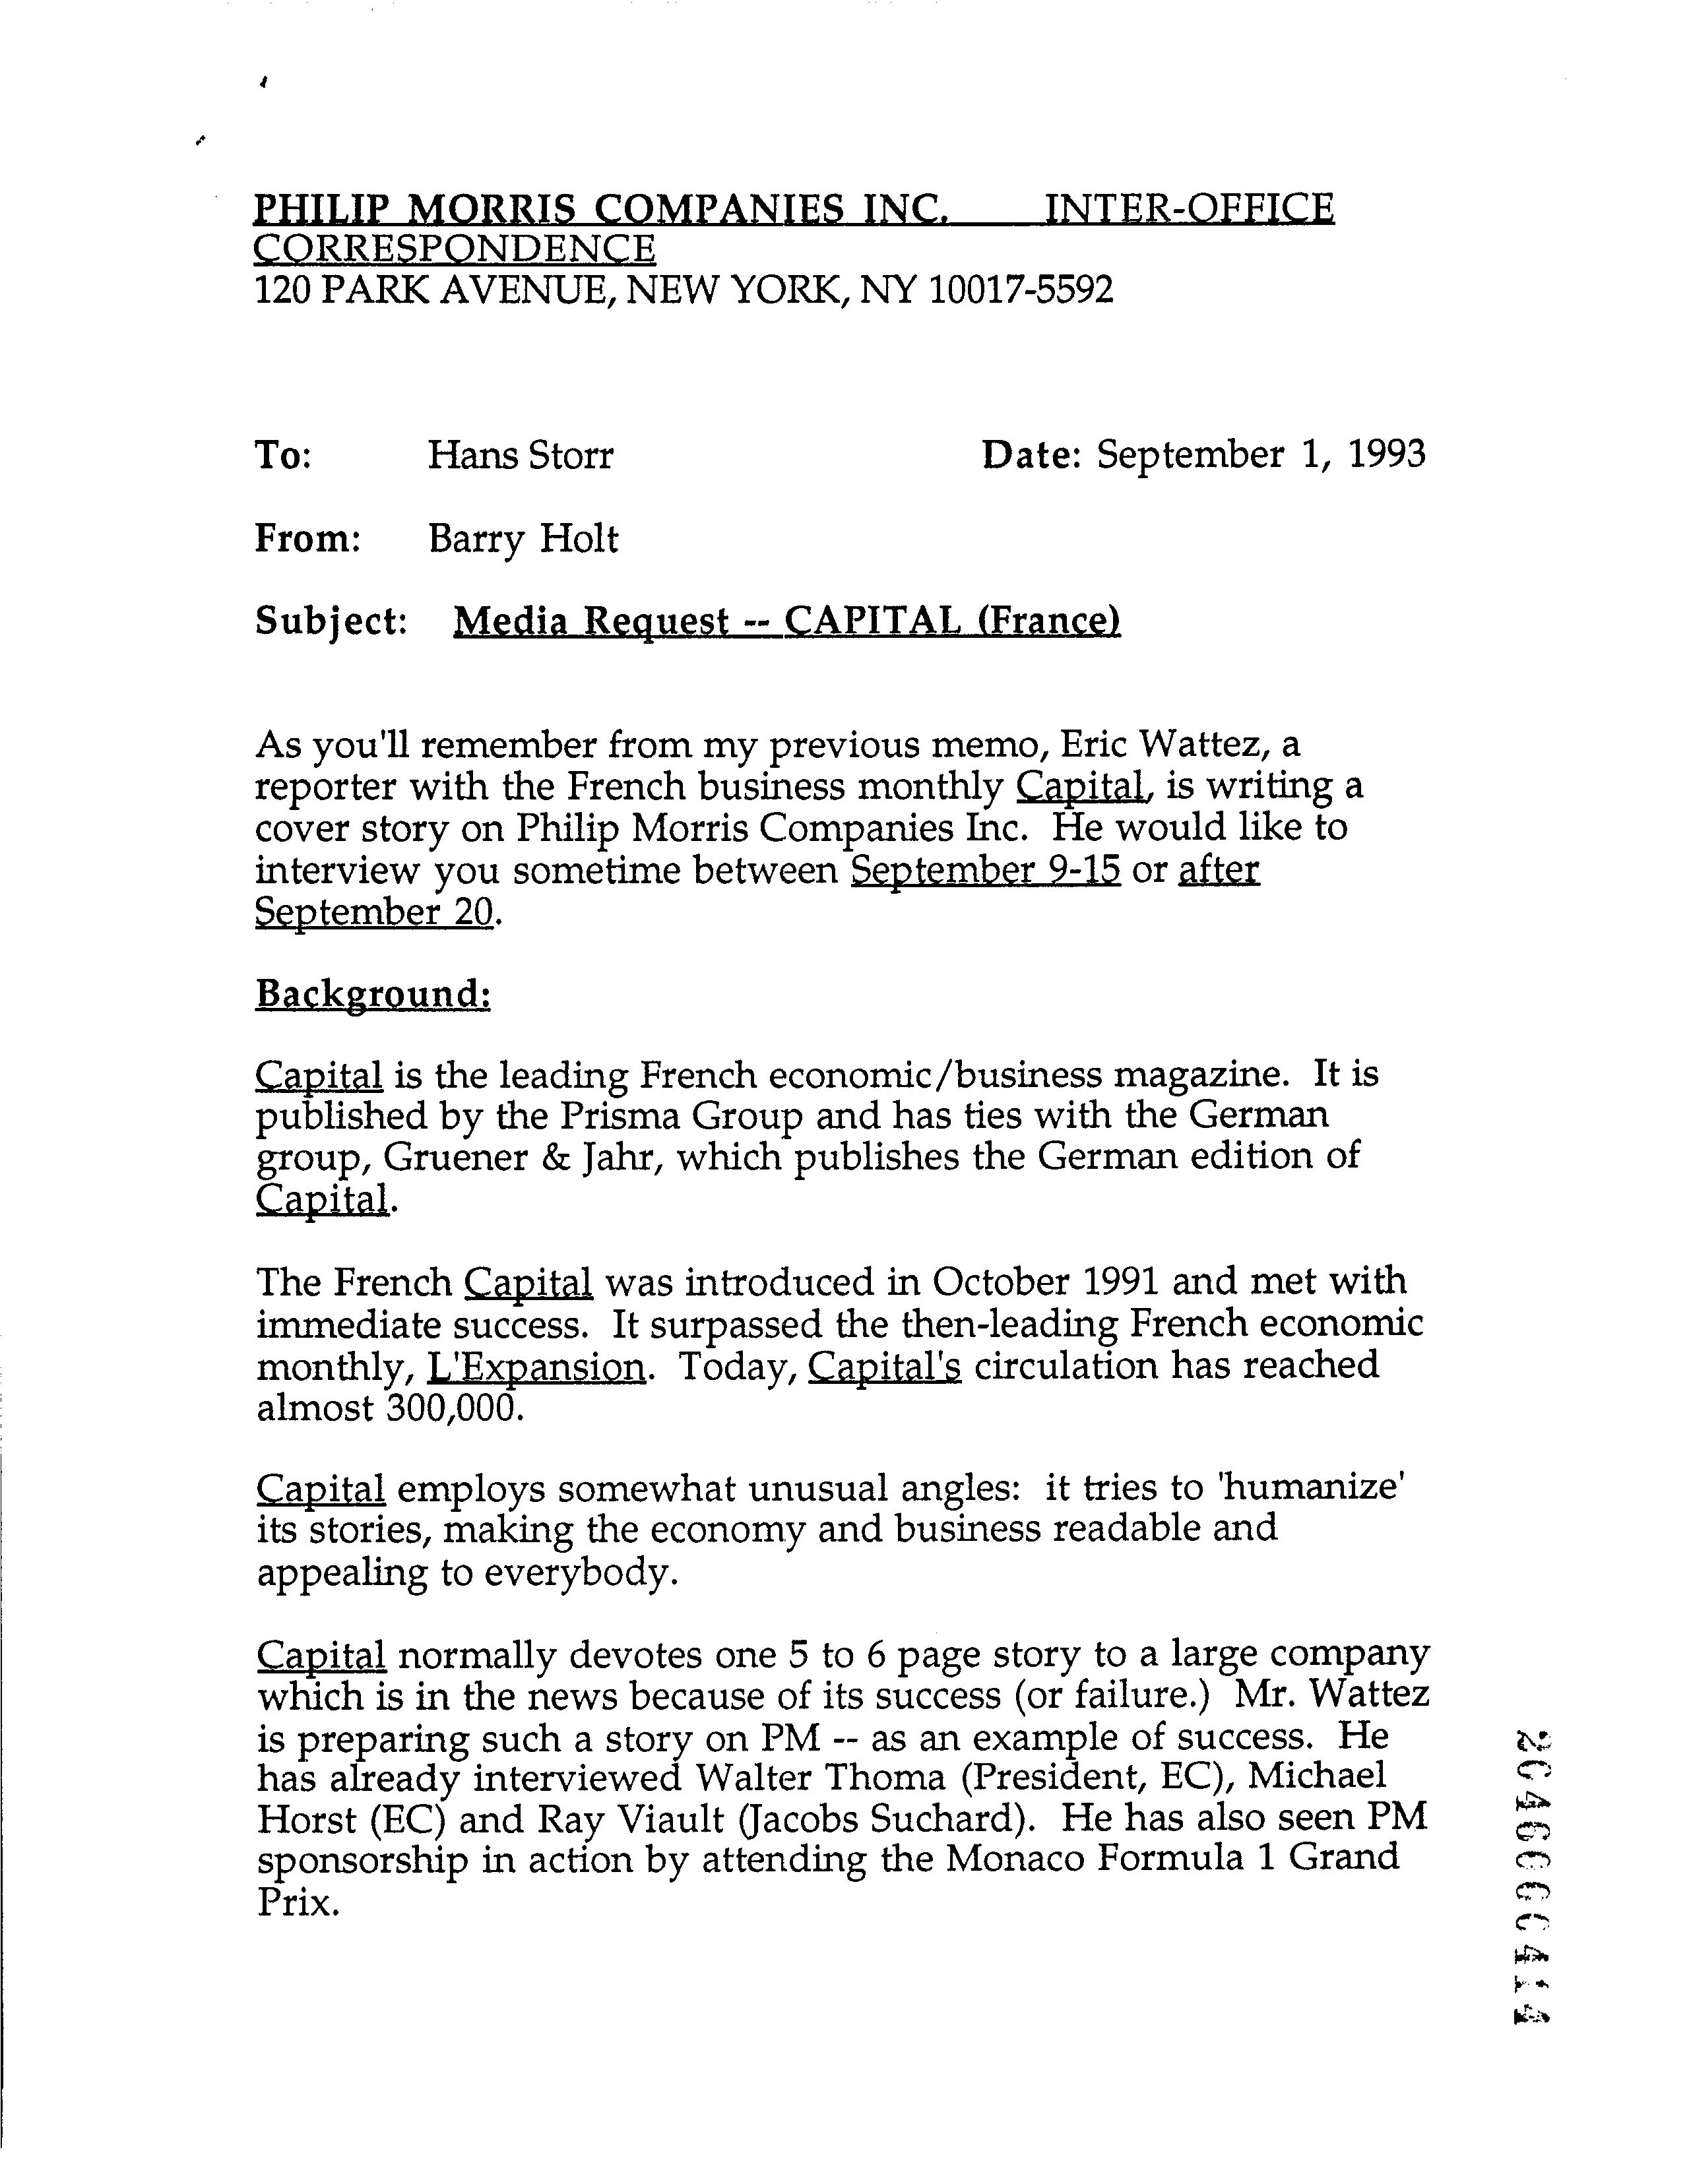 PHILIP MORRIS COMPANIES INC. INTER-OFFICE
CORRESPONDENCE
120 PARK AVENUE, NEW YORK, NY 10017-5592
To: Hans Storr Date: September 1, 1993
From: Barry Holt
Subject: Media Request -- CAPITAL (France)
As you'll remember from my previous memo, Eric Wattez, a
reporter with the French business monthly Capital, is writing a
cover story on Philip Morris Companies Inc. He would like to
interview you sometime between September 9-15 or after
September 20.
Background:
Capital is the leading French economic/business magazine. It is
published by the Prisma Group and has ties with the German
group, Gruener & Jahr, which publishes the German edition of
Capital.
The French Capital was introduced in October 1991 and met with
immediate success. It surpassed the then-leading French economic
monthly, L'Expansion. Today, Capital's circulation has reached
almost 300,000.
Capital employs somewhat unusual angles: it tries to 'humanize'
its stories, making the economy and business readable and
appealing to everybody.
Capital normally devotes one 5 to 6 page story to a large company
which is in the news because of its success (or failure.) Mr. Wattez
is preparing such a story on PM -- as an example of success. He
has already interviewed Walter Thoma (President, EC), Michael
Horst (EC) and Ray Viault (Jacobs Suchard). He has also seen PM
sponsorship in action by attending the Monaco Formula 1 Grand
Prix.